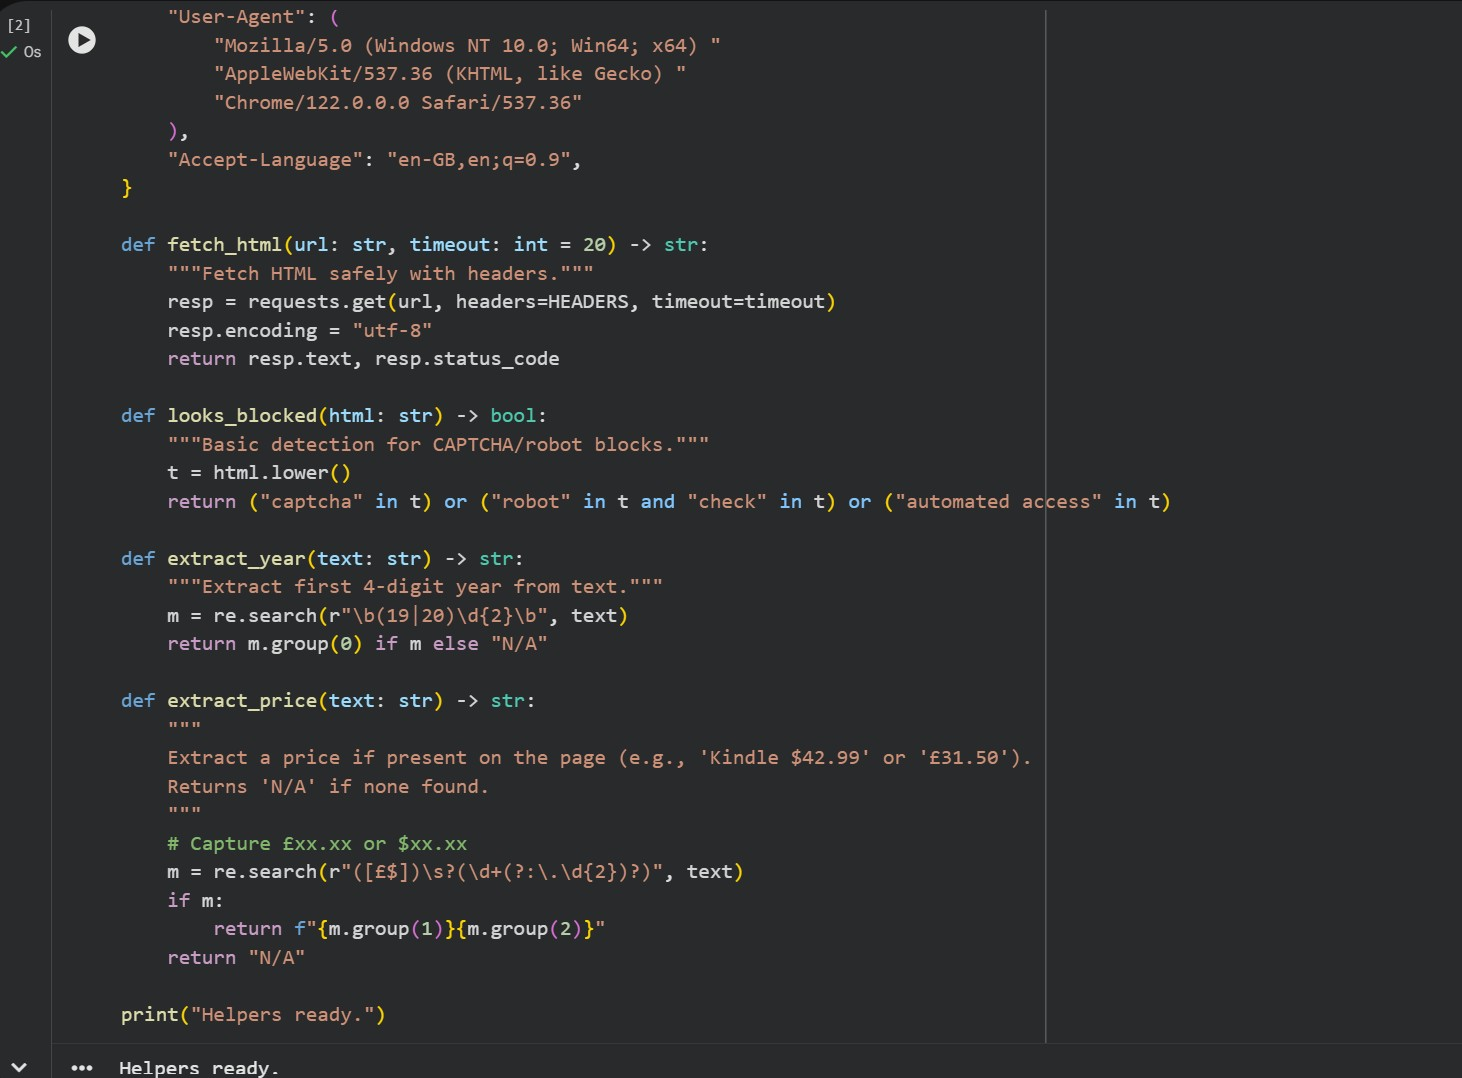 [2]
0s
"User-Agent": (
"Mozilla/5.0 (Windows NT 10.0; Win64; x64) "
"AppleWebKit/537.36 (KHTML, like Gecko) "
"Chrome/122.0.0.0 Safari/537.36"
),
"Accept-Language": "en-GB,en;q=0.9",
}
def fetch_html(url: str, timeout: int = 20) -> str:
"""Fetch HTML safely with headers."""
resp = requests.get(url, headers=HEADERS, timeout=timeout)
resp.encoding = "utf-8"
return resp.text, resp.status_code
def looks_blocked(html: str) -> bool:
"""Basic detection for CAPTCHA/robot blocks."""
t = html.lower()
return ("captcha" in t) or ("robot" in t and "check" in t) or ("automated access" in t)
def extract_year(text: str) -> str:
"""Extract first 4-digit year from text."""
m = re.search(r"\b(19|20)\d{2}\b", text)
return m.group(0) if m else "N/A"
def extract_price(text: str) -> str:
"""
Extract a price if present on the page (e.g., 'Kindle $42.99' or '£31.50').
Returns 'N/A' if none found.
"""
# Capture £xx.xx or $xx.xx
m = re.search(r"([£$])\s?(\d+(?:\.\d{2})?)", text)
if m:
return f"{m.group(1)}{m.group(2)}"
return "N/A"
print("Helpers ready.")
Helpers ready.